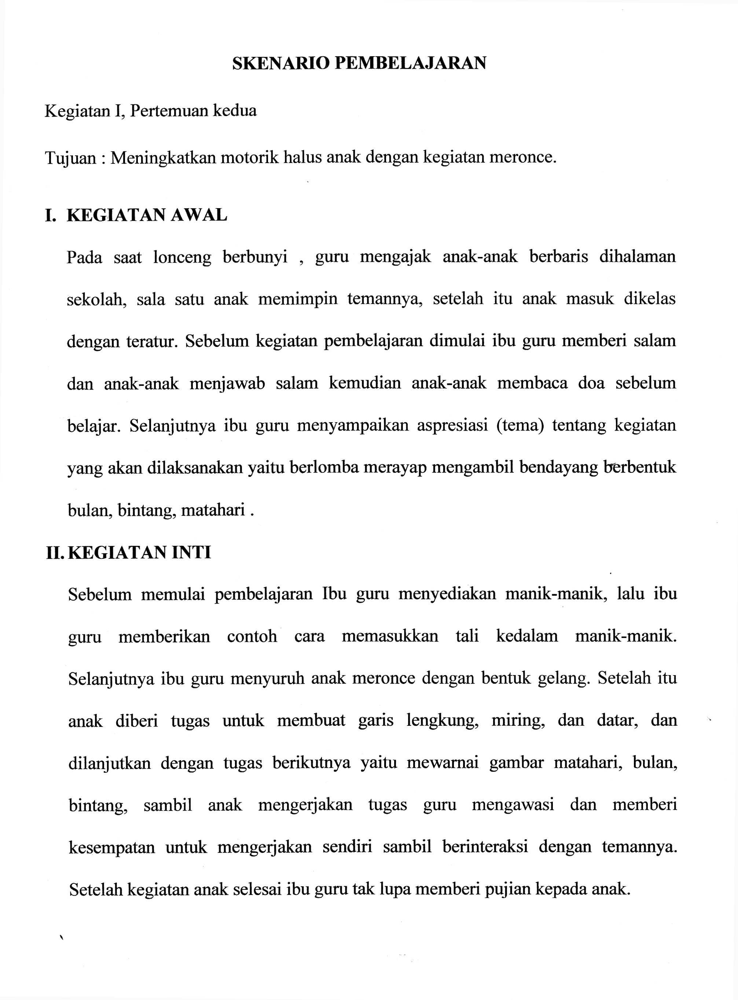 SKENARIO PEMBELAJARAN
Kegiatan I, Pertemuan kedua
Tujuan : Meningkatkan motorik halus anak dengan kegiatan meronce.
I. KEGIATAN AWAL
Pada saat lonceng berbunyi , guru mengajak anak-anak berbaris dihalaman
sekolah, sala satu anak memimpin temannya, setelah itu anak masuk dikelas
dengan teratur. Sebelum kegiatan pembelajaran dimulai ibu guru memberi salam
dan anak-anak menjawab salam kemudian anak-anak membaca doa sebelum
belajar. Selanjutnya ibu guru menyampaikan aspresiasi (tema) tentang kegiatan
yang akan dilaksanakan yaitu berlomba merayap mengambil bendayang berbentuk
bulan, bintang, matahari .
II. KEGIATAN INTI
Sebelum memulai pembelajaran Ibu guru menyediakan manik-manik, lalu ibu
guru memberikan contoh cara memasukkan tali kedalam manik-manik.
Selanjutnya ibu guru menyuruh anak meronce dengan bentuk gelang. Setelah itu
anak diberi tugas untuk membuat garis lengkung, miring, dan datar, dan
dilanjutkan dengan tugas berikutnya yaitu mewarnai gambar matahari, bulan,
bintang, sambil anak mengerjakan tugas guru mengawasi dan memberi
kesempatan untuk mengerjakan sendiri sambil berinteraksi dengan temannya.
Setelah kegiatan anak selesai ibu guru tak lupa memberi pujian kepada anak.